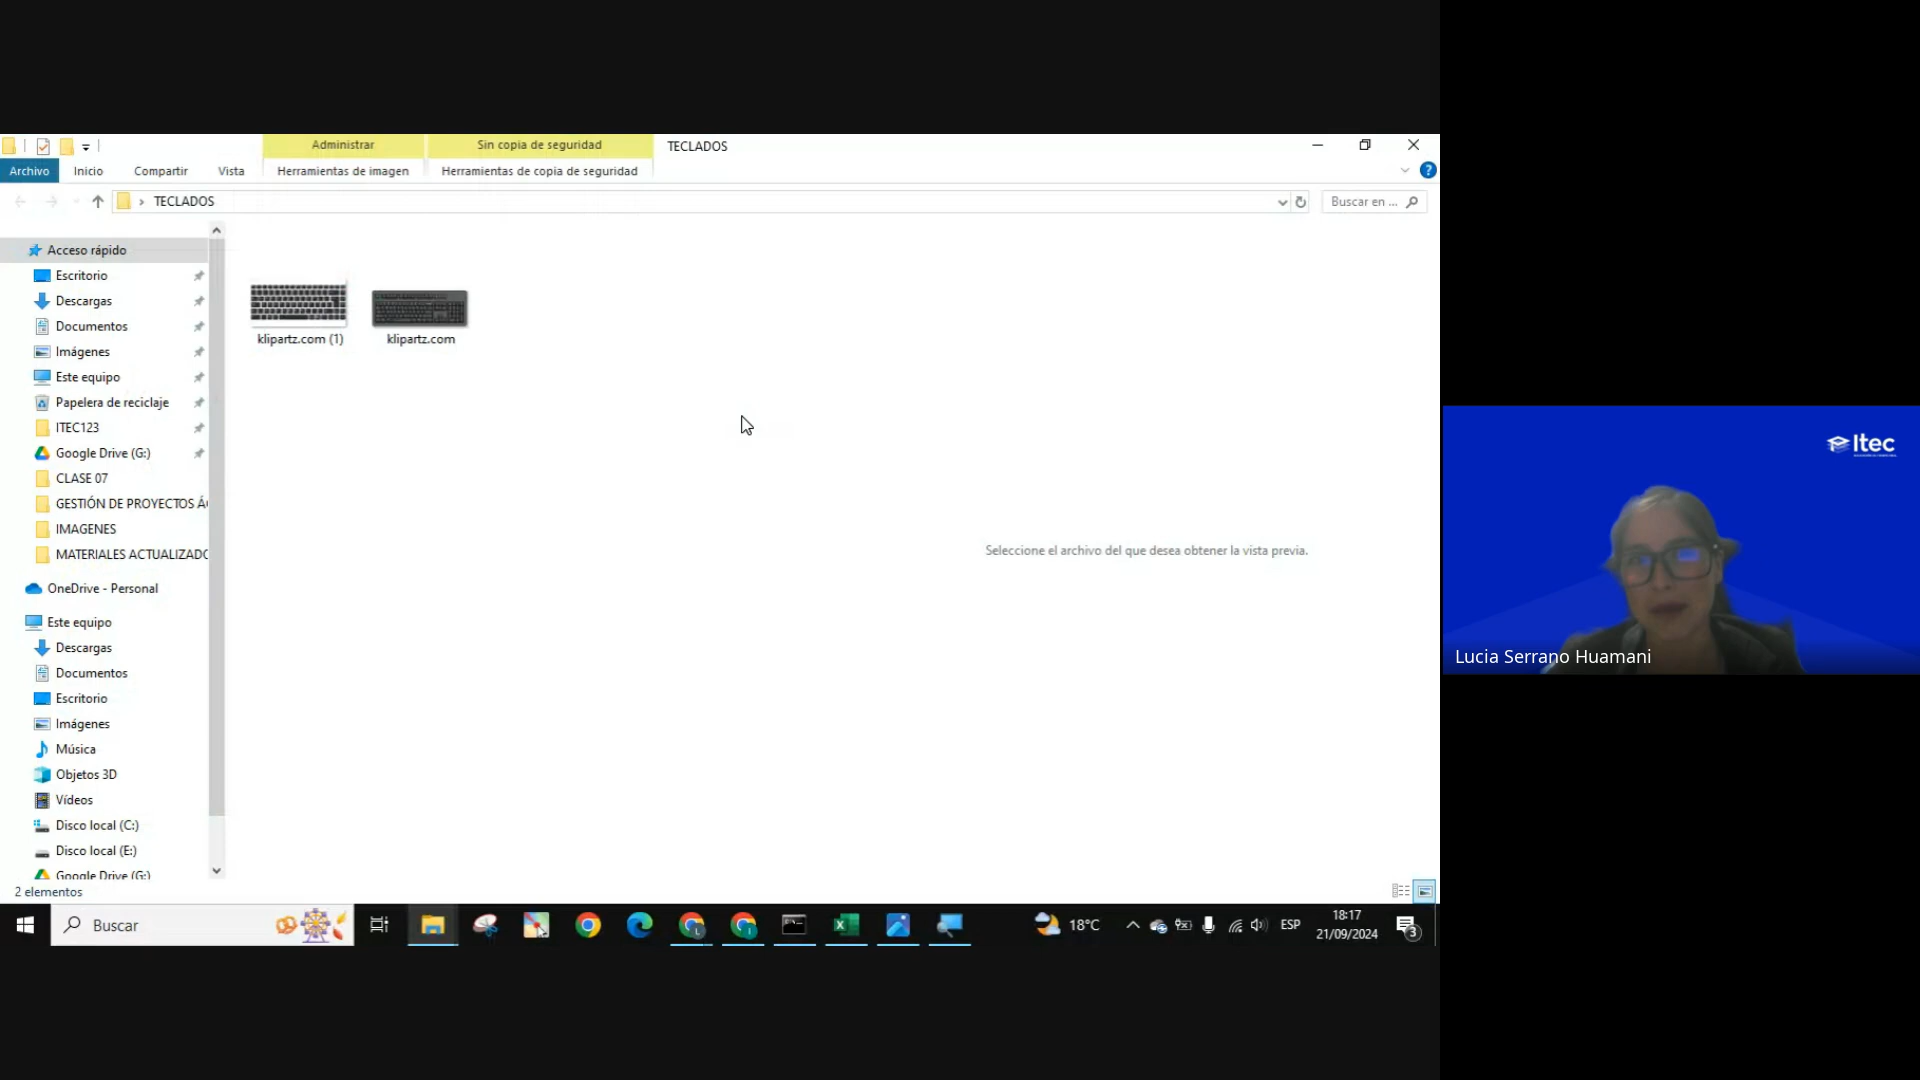 Administrar
Sin copia de seguridad
TECLADOS
Archivo
Inicio
Compartir
Vista
Herramientas de imagen
Herramientas de copia de seguridad
TECLADOS
Buscar en ...
Acceso rápido
Escritorio
Descargas
Documentos
Imágenes
Este equipo
Papelera de reciclaje
ITEC123
Google Drive (G:)
CLASE 07
GESTIÓN DE PROYECTOS Á
IMAGENES
MATERIALES ACTUALIZADO
OneDrive - Personal
Este equipo
Descargas
Documentos
Escritorio
Imágenes
Música
Objetos 3D
Vídeos
Disco local (C:)
Disco local (E:)
Google Drive (G:)
klipartz.com (1)
klipartz.com
Seleccione el archivo del que desea obtener la vista previa.
2 elementos
Buscar
18°C
ESP
18:17
21/09/2024
3
Itec
Lucia Serrano Huamani